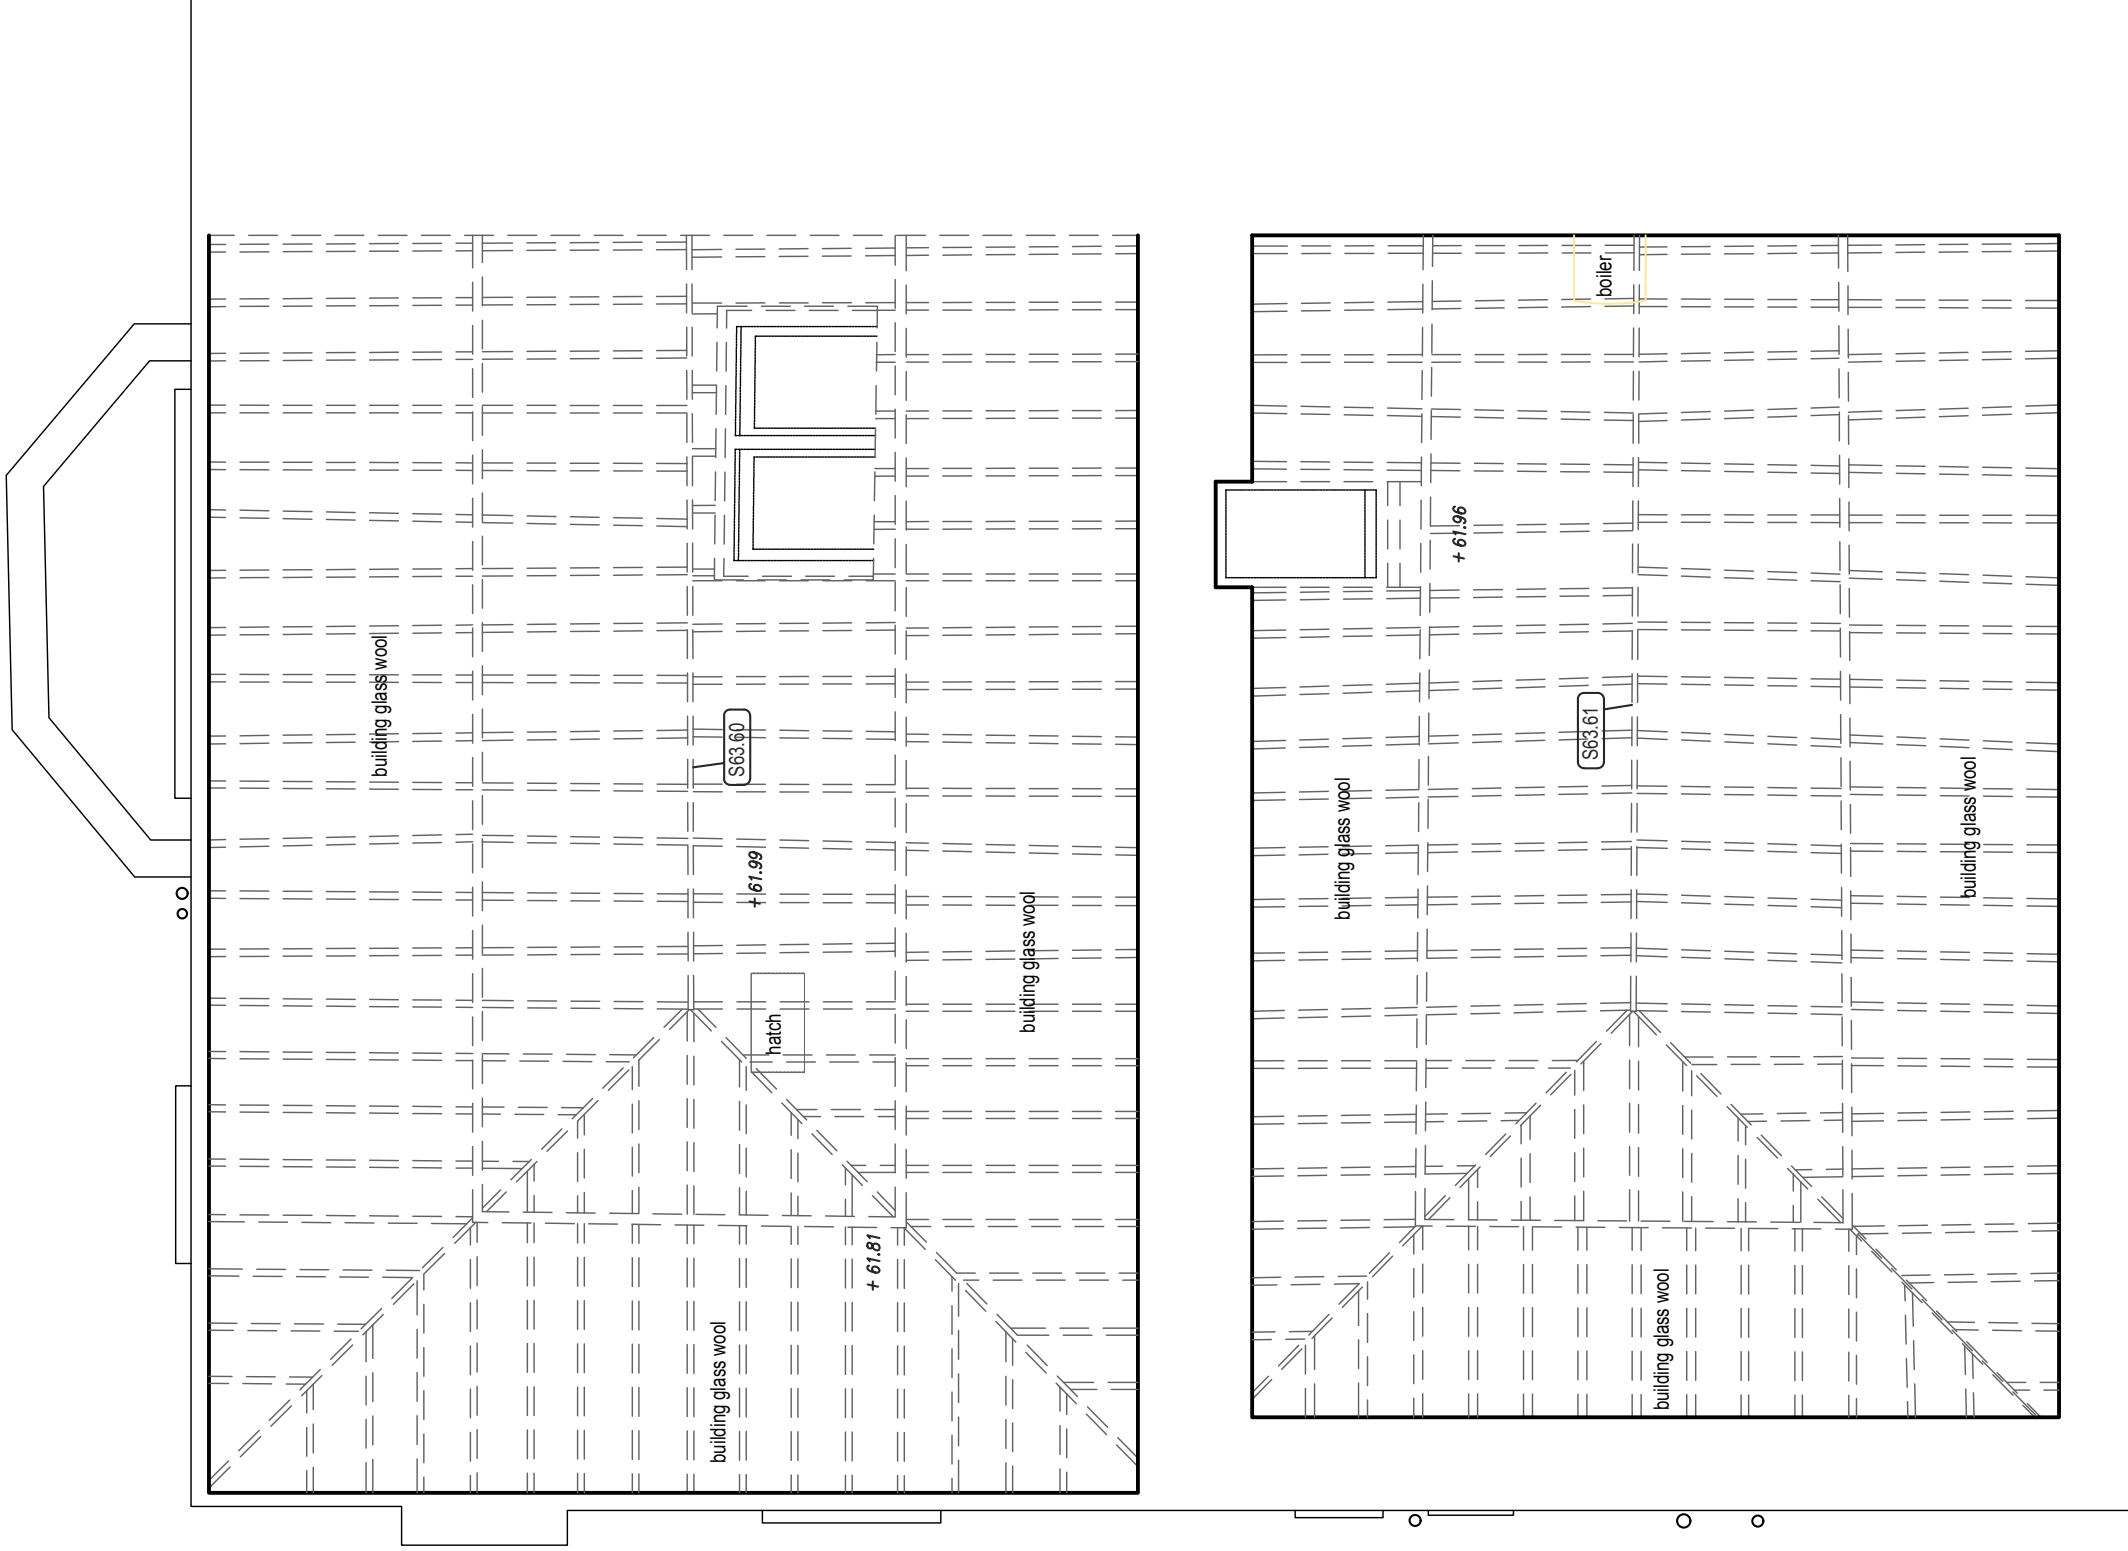 boiler
+ 61.96
building glass wool
S63.60
S63.61
building glass wool
building glass wool
+ 61.99
building glass wool
hatch
+ 61.81
building glass wool
building glass wool